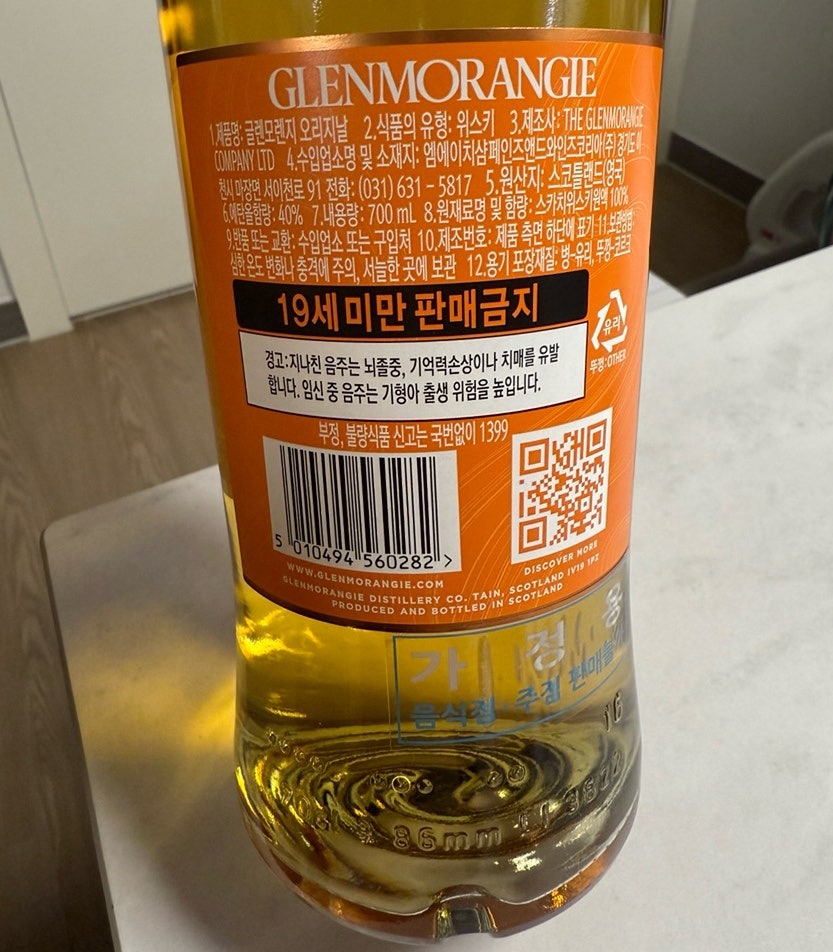 GLENMORANGIE
1.제품명: 글렌모렌지 오리지날 2.식품의 유형: 위스키 3.제조사: THE GLENMORANGIE
COMPANY LTD 4.수입업소명 및 소재지: 엠에이치샴페인즈앤드와인즈코리아(주) 경기도 이
천시 마장면 서이천로 91 전화: (031) 631 - 5817 5.원산지: 스코틀랜드(영국)
6.에탄올함량: 40% 7.내용량: 700 mL 8.원재료명 및 함량: 스카치위스키원액 100%
9.반품 또는 교환: 수입업소 또는 구입처 10.제조번호: 제품 측면 하단에 표기 11.보관방법:
심한 온도 변화나 충격에 주의, 서늘한 곳에 보관 12.용기 포장재질: 병-유리, 뚜껑-코르크
19세 미만 판매금지
유리
뚜껑:OTHER
경고:지나친 음주는 뇌졸중, 기억력손상이나 치매를 유발
합니다. 임신 중 음주는 기형아 출생 위험을 높입니다.
부정, 불량식품 신고는 국번없이 1399
5 010494 560282 >
DISCOVER MORE
WWW.GLENMORANGIE.COM
GLENMORANGIE DISTILLERY CO. TAIN, SCOTLAND IV19 1PZ
PRODUCED AND BOTTLED IN SCOTLAND
가 정 용
음식점·주점 판매불가
16
86mm